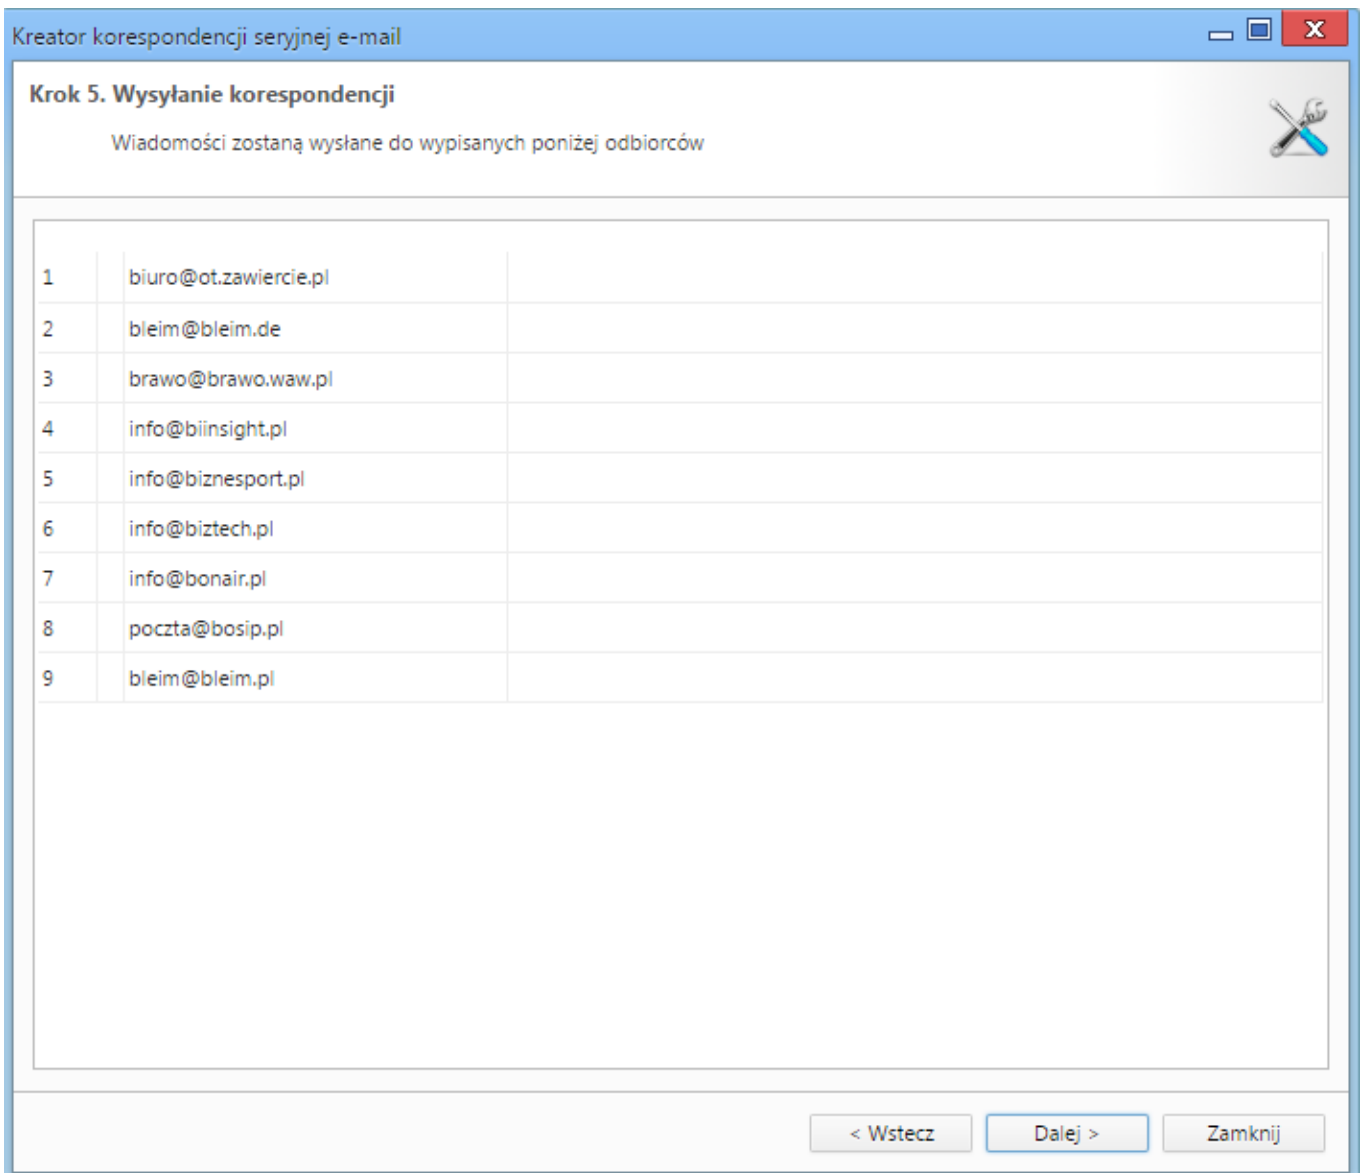 Kreator korespondencji seryjnej e-mail
X
Krok 5. Wysyłanie korespondencji
Wiadomości zostaną wysłane do wypisanych poniżej odbiorców
1 biuro@ot.zawiercie.pl
2 bleim@bleim.de
3 brawo@brawo.waw.pl
4 info@biinsight.pl
5 info@biznesport.pl
6 info@biztech.pl
7 info@bonair.pl
8 poczta@bosip.pl
9 bleim@bleim.pl
< Wstecz Dalej > Zamknij